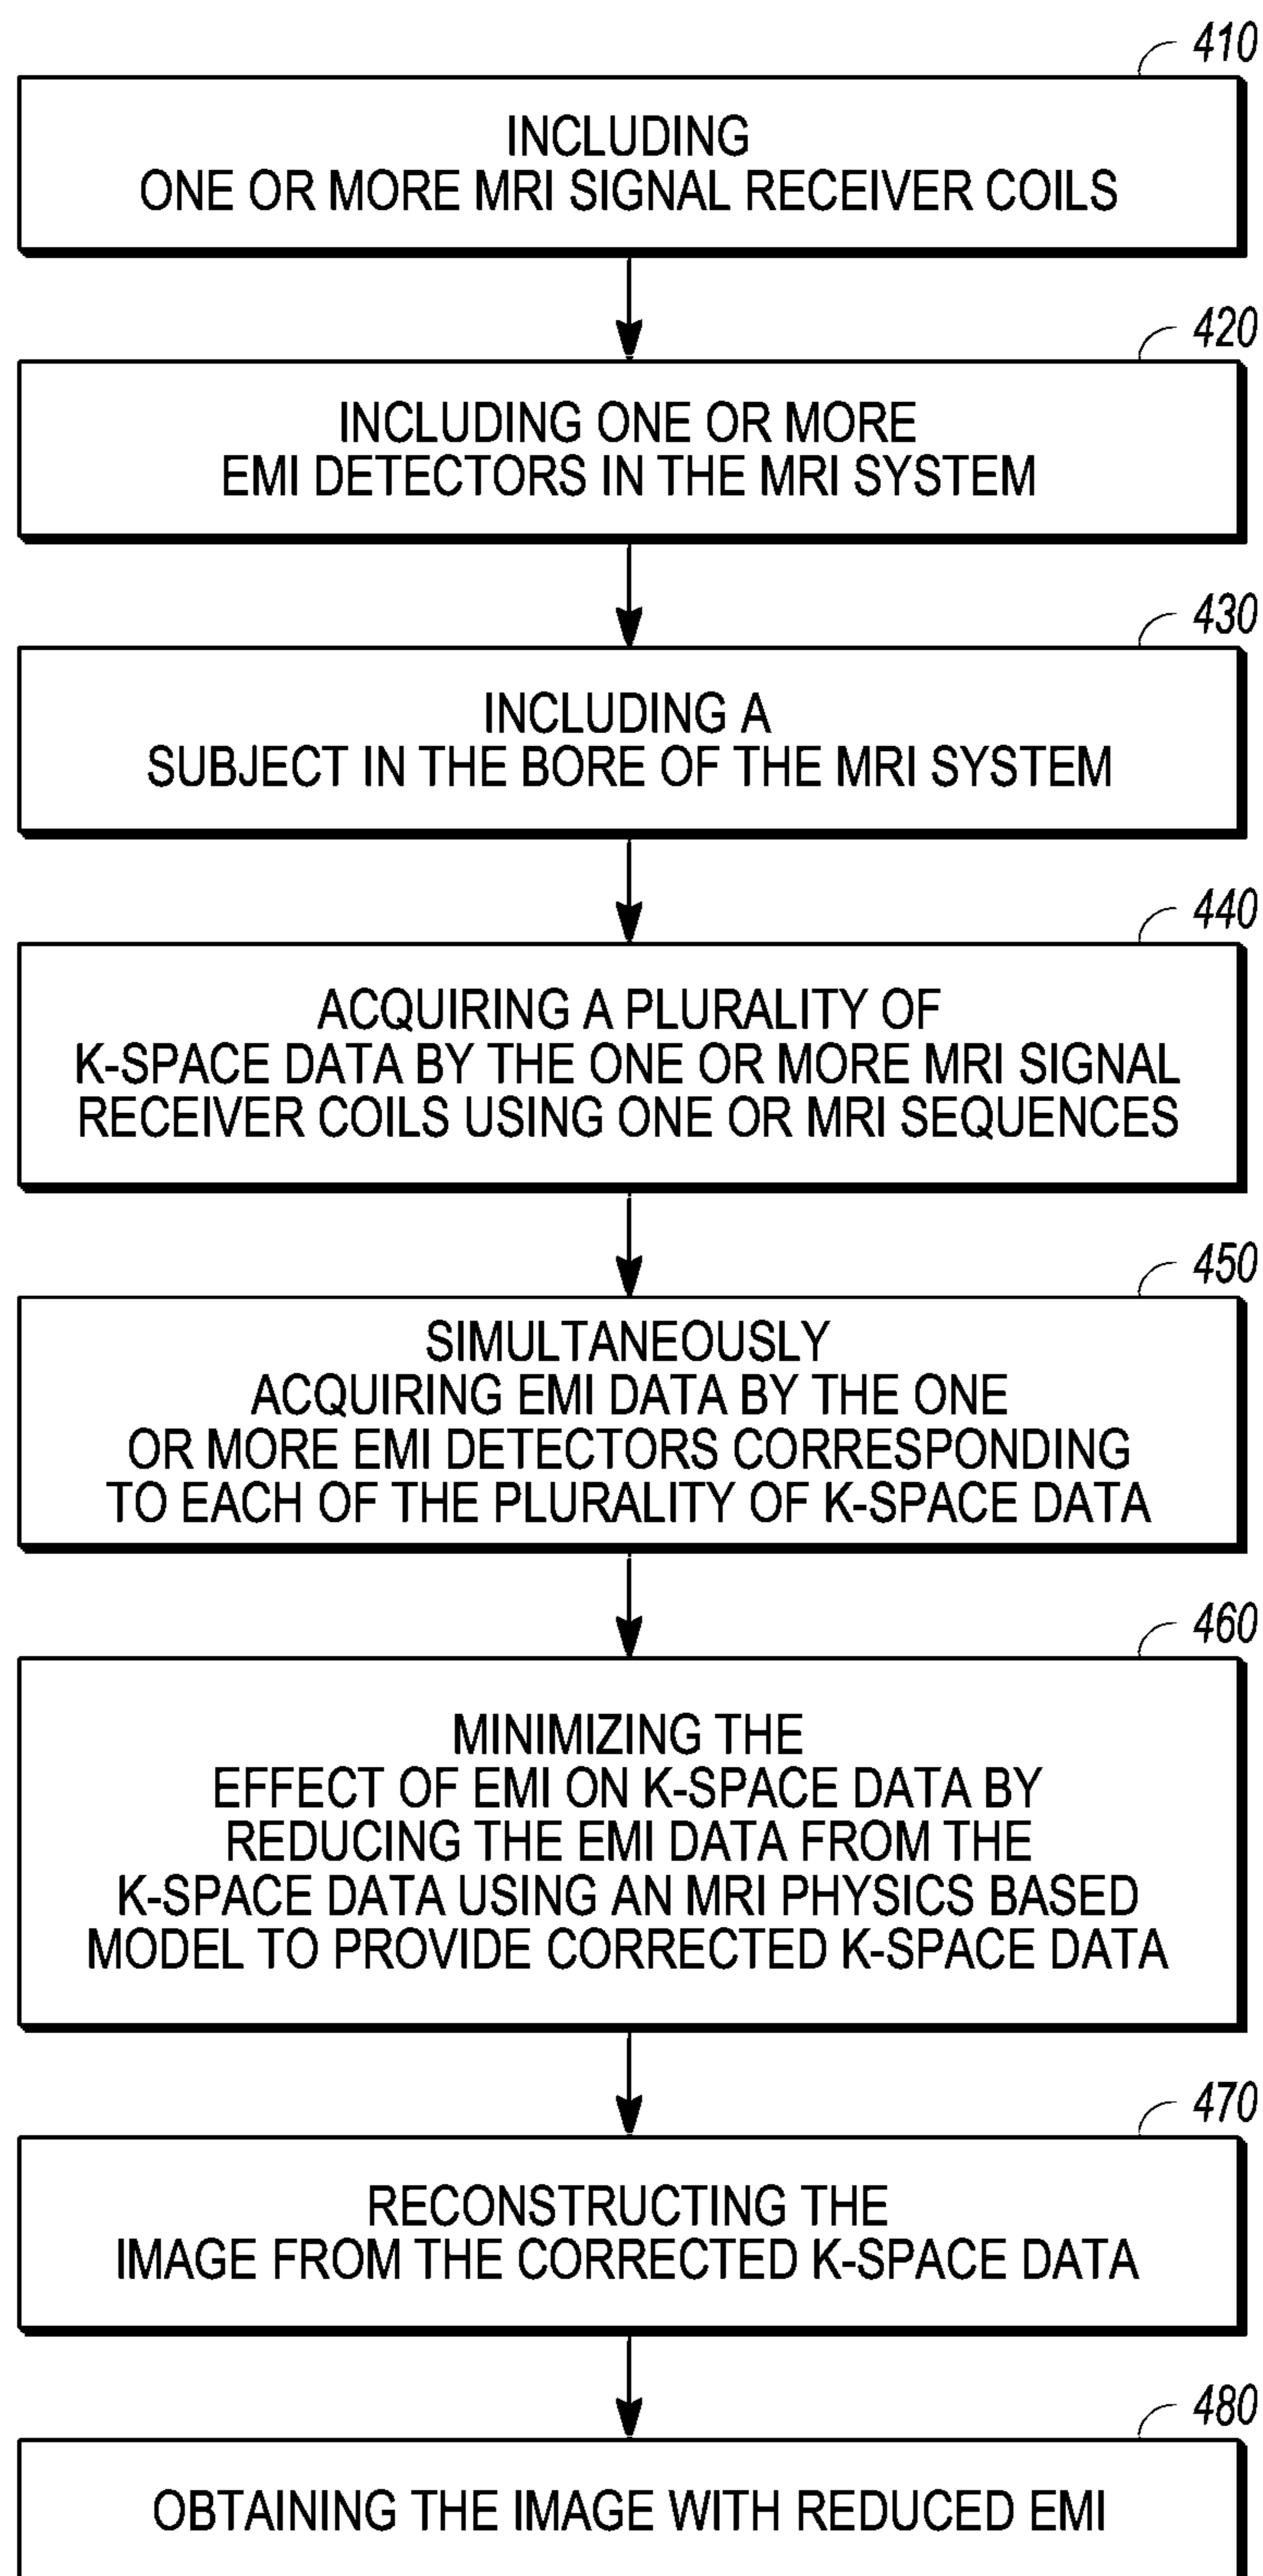 410
INCLUDING
ONE OR MORE MRI SIGNAL RECEIVER COILS
420
INCLUDING ONE OR MORE
EMI DETECTORS IN THE MRI SYSTEM
430
INCLUDING A
SUBJECT IN THE BORE OF THE MRI SYSTEM
440
ACQUIRING A PLURALITY OF
K-SPACE DATA BY THE ONE OR MORE MRI SIGNAL
RECEIVER COILS USING ONE OR MRI SEQUENCES
450
SIMULTANEOUSLY
ACQUIRING EMI DATA BY THE ONE
OR MORE EMI DETECTORS CORRESPONDING
TO EACH OF THE PLURALITY OF K-SPACE DATA
460
MINIMIZING THE
EFFECT OF EMI ON K-SPACE DATA BY
REDUCING THE EMI DATA FROM THE
K-SPACE DATA USING AN MRI PHYSICS BASED
MODEL TO PROVIDE CORRECTED K-SPACE DATA
470
RECONSTRUCTING THE
IMAGE FROM THE CORRECTED K-SPACE DATA
480
OBTAINING THE IMAGE WITH REDUCED EMI